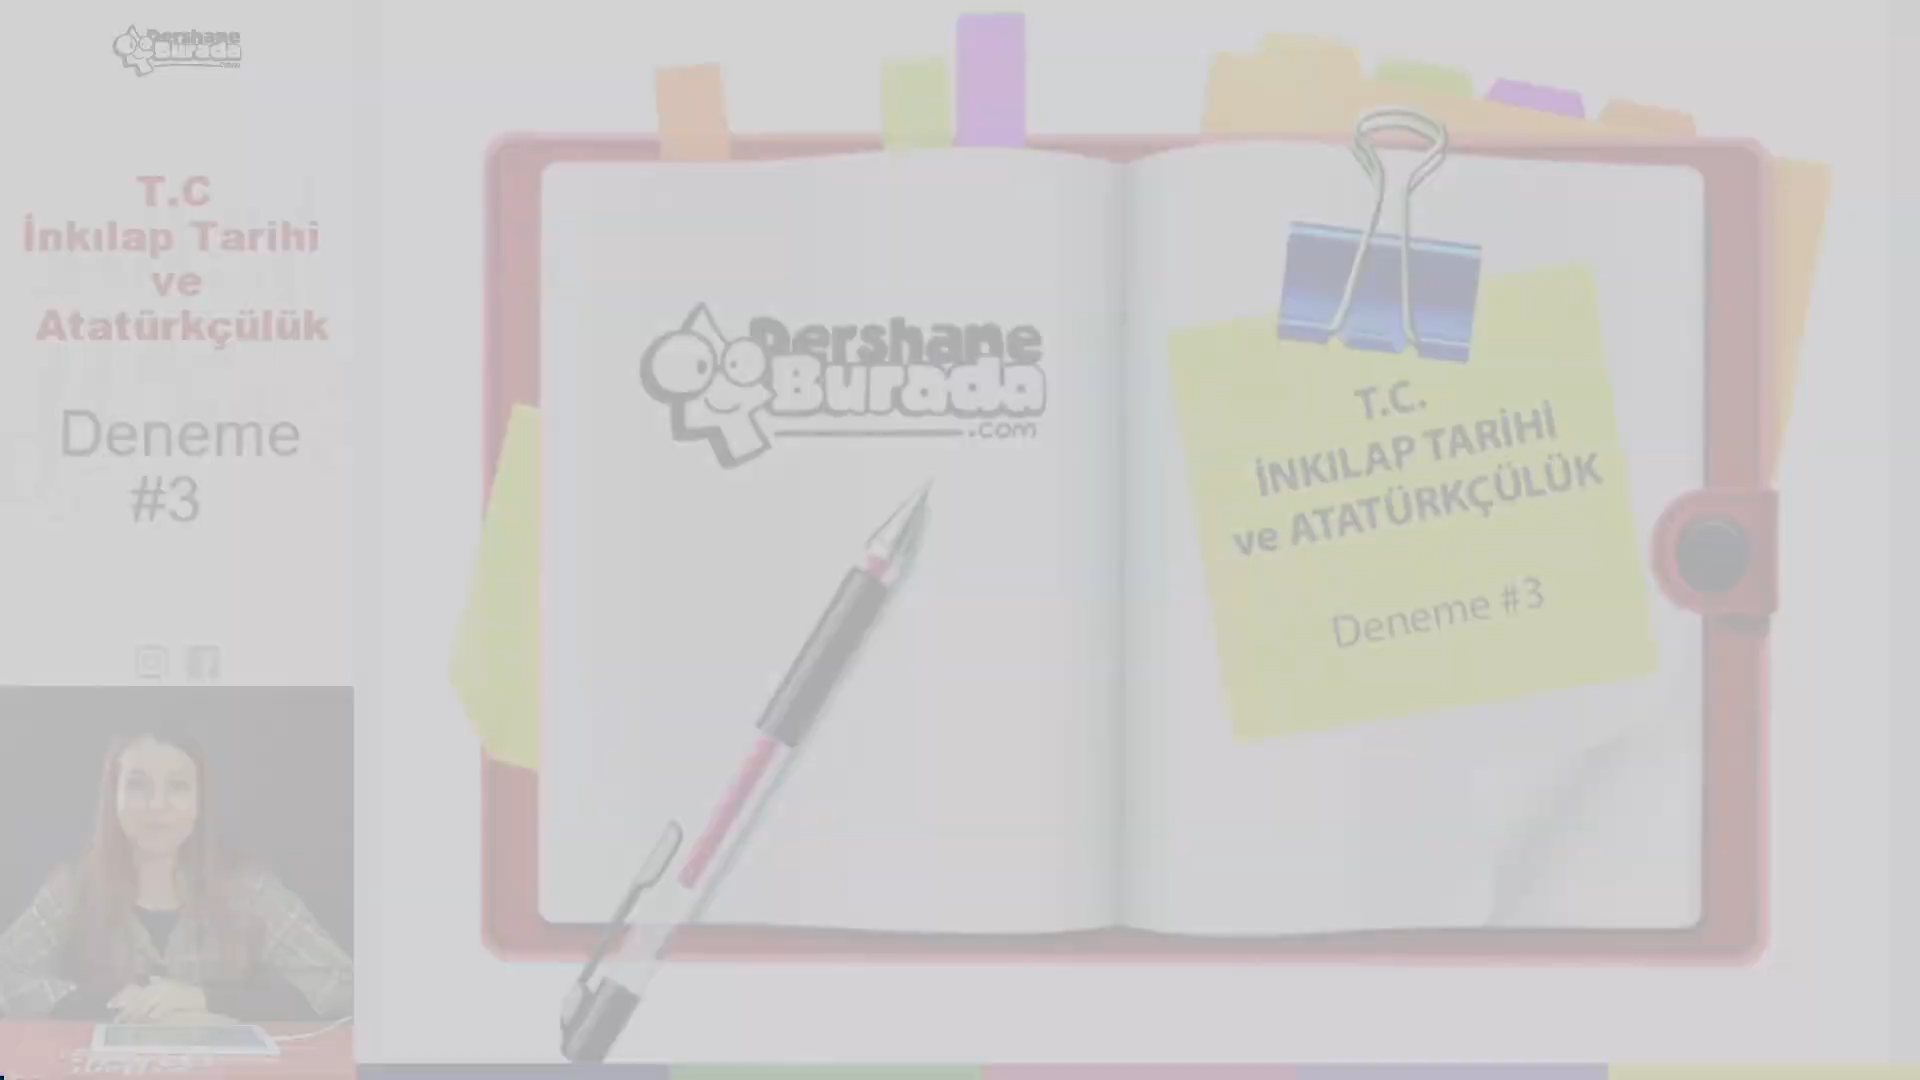 Dershane
Burada
.com
T.C
İnkılap Tarihi
ve
Atatürkçülük
Deneme
#3
Dershane
Burada
.com
T.C.
İNKILAP TARİHİ
ve ATATÜRKÇÜLÜK
Deneme #3